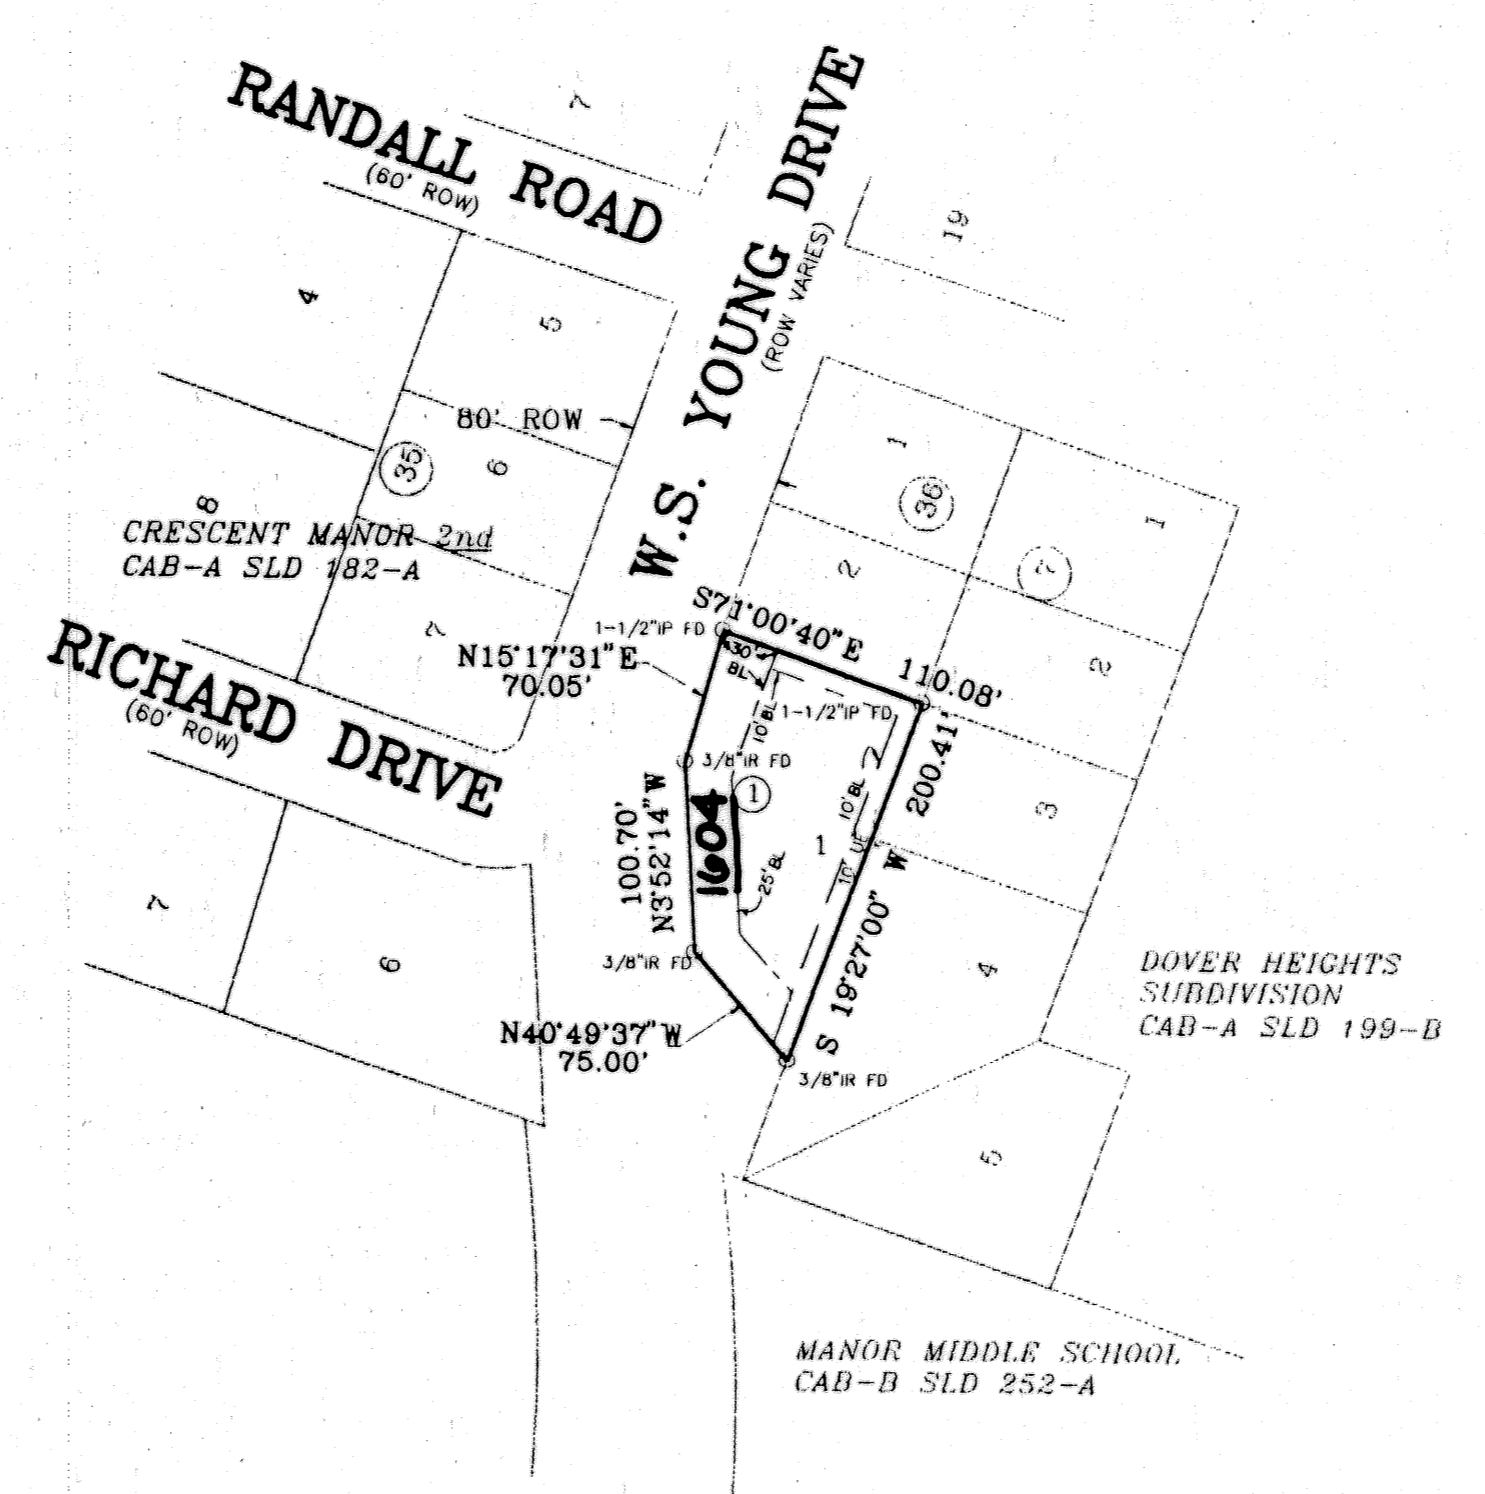 7
RANDALL ROAD
(60' ROW)
W.S. YOUNG DRIVE
(ROW VARIES)
19
4
5
80' ROW
35
6
8
CRESCENT MANOR 2nd
CAB-A SLD 182-A
7
1
36
1
2
7
2
3
4
5
RICHARD DRIVE
(60' ROW)
7
6
1-1/2"IP FD
S71°00'40"E 110.08'
N15°17'31"E
70.05'
30'
BL
10'BL
1-1/2"IP FD
3/8"IR FD
1
1604
100.70'
N3°52'14"W
25'BL
1
10'BL
10' UE
200.41'
S 19°27'00" W
3/8"IR FD
N40°49'37"W
75.00'
3/8"IR FD
DOVER HEIGHTS
SUBDIVISION
CAB-A SLD 199-B
MANOR MIDDLE SCHOOL
CAB-B SLD 252-A